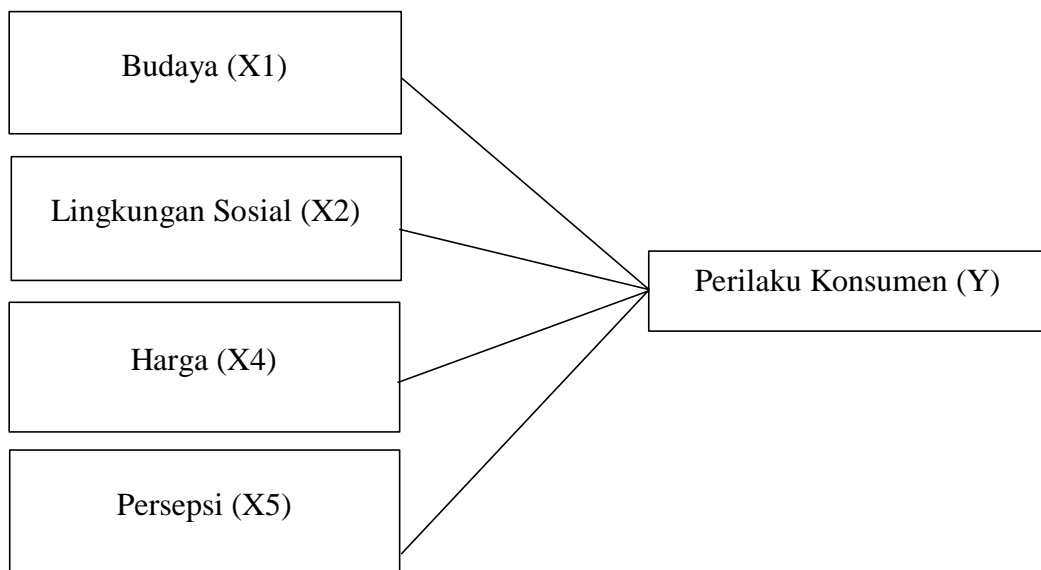 Budaya (X1)
Lingkungan Sosial (X2)
Perilaku Konsumen (Y)
Harga (X4)
Persepsi (X5)